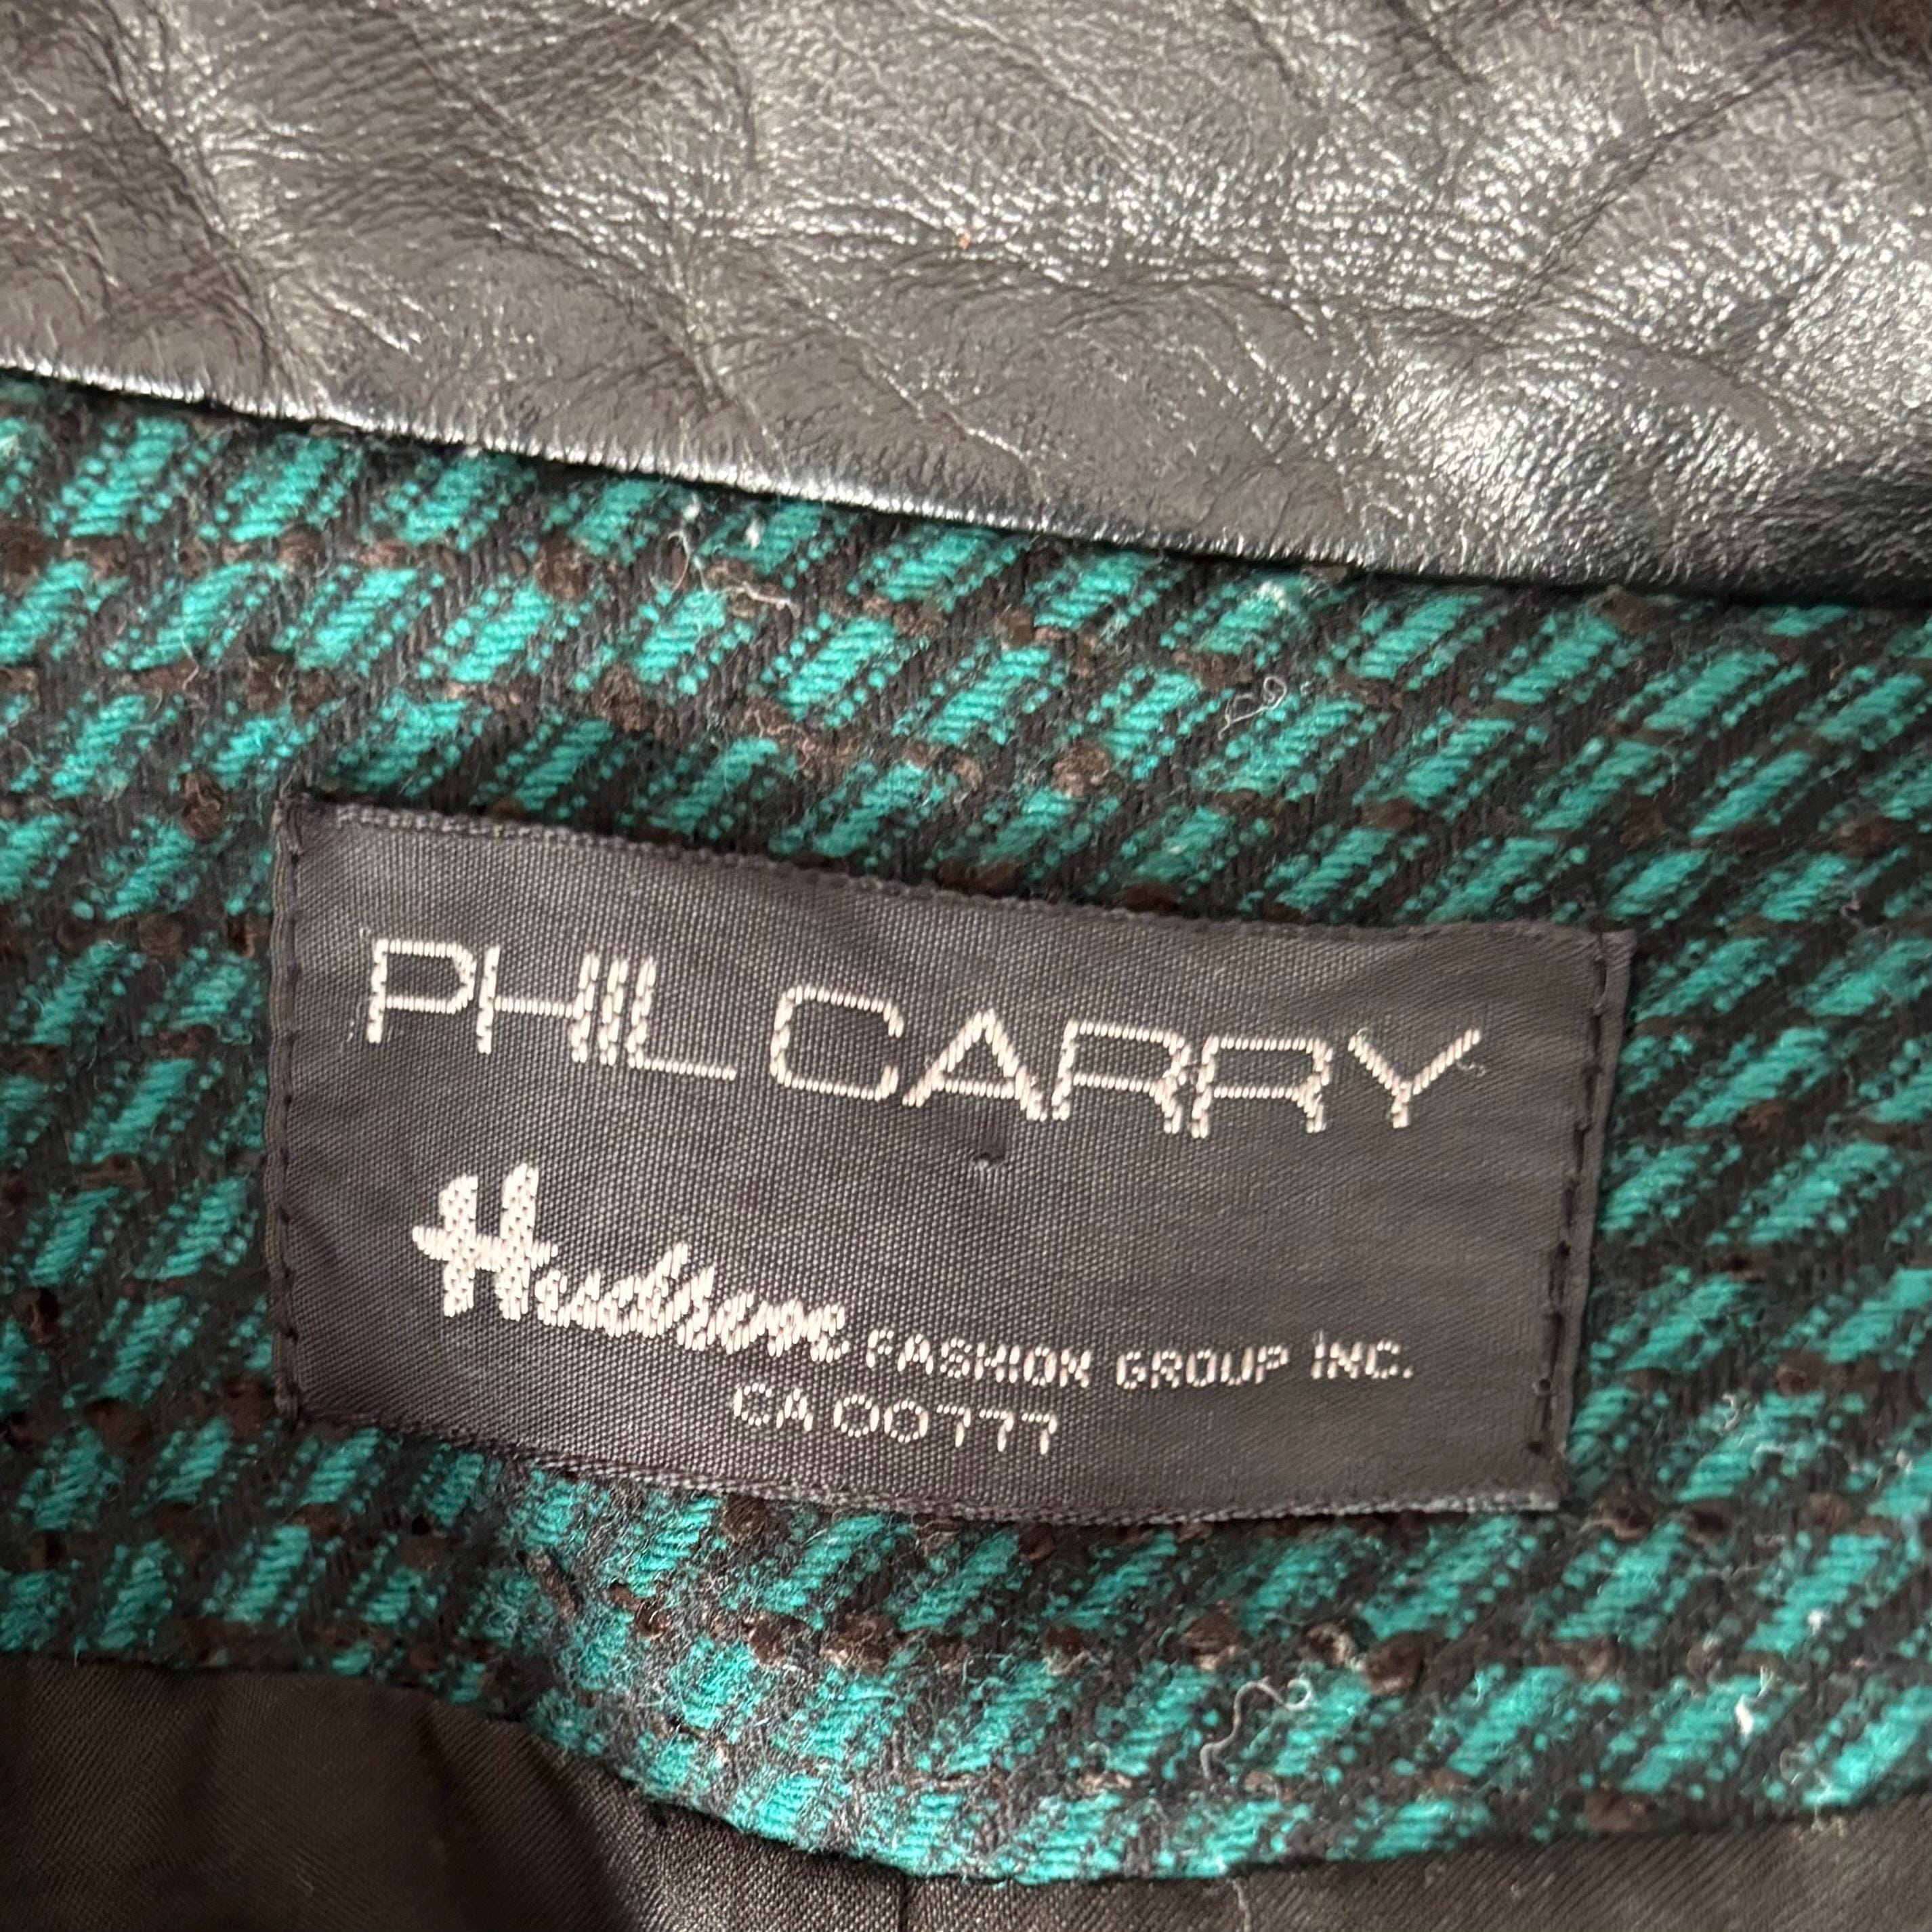 PHIL CARRY
Hudson FASHION GROUP INC.
CA 00777